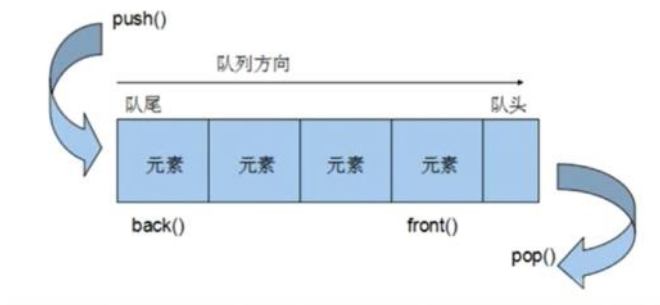 push()
队列方向
队尾 队头
元素 元素 元素 元素
back() front()
pop()